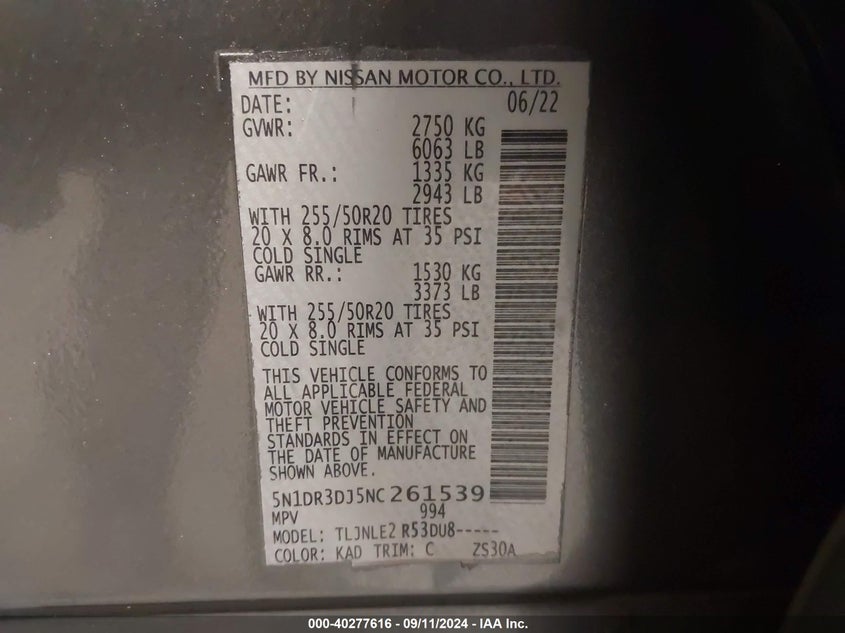 MFD BY NISSAN MOTOR CO., LTD.
DATE: 06/22
GVWR: 2750 KG
6063 LB
GAWR FR.: 1335 KG
2943 LB
WITH 255/50R20 TIRES
20 X 8.0 RIMS AT 35 PSI
COLD SINGLE
GAWR RR.: 1530 KG
3373 LB
WITH 255/50R20 TIRES
20 X 8.0 RIMS AT 35 PSI
COLD SINGLE
THIS VEHICLE CONFORMS TO
ALL APPLICABLE FEDERAL
MOTOR VEHICLE SAFETY AND
THEFT PREVENTION
STANDARDS IN EFFECT ON
THE DATE OF MANUFACTURE
SHOWN ABOVE.
5N1DR3DJ5NC261539
MPV 994
MODEL: TLJNLE2 R53DU8-----
COLOR: KAD TRIM: C ZS30A
000-40277616 - 09/11/2024 - IAA Inc.